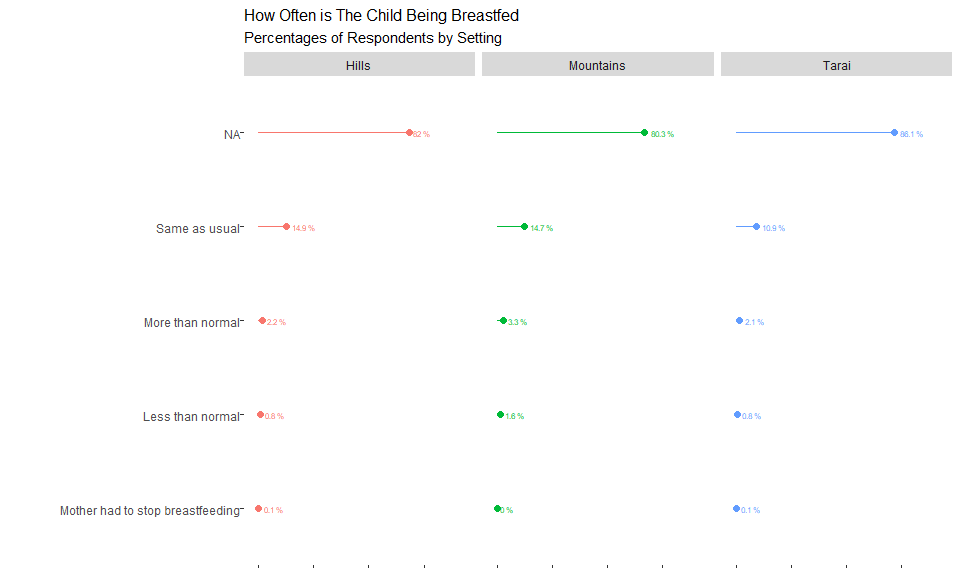 How Often is The Child Being Breastfed
Percentages of Respondents by Setting
Hills Mountains Tarai
NA 82 % 80.3 % 86.1 %
Same as usual 14.9 % 14.7 % 10.9 %
More than normal 2.2 % 3.3 % 2.1 %
Less than normal 0.8 % 1.6 % 0.8 %
Mother had to stop breastfeeding 0.1 % 0 % 0.1 %